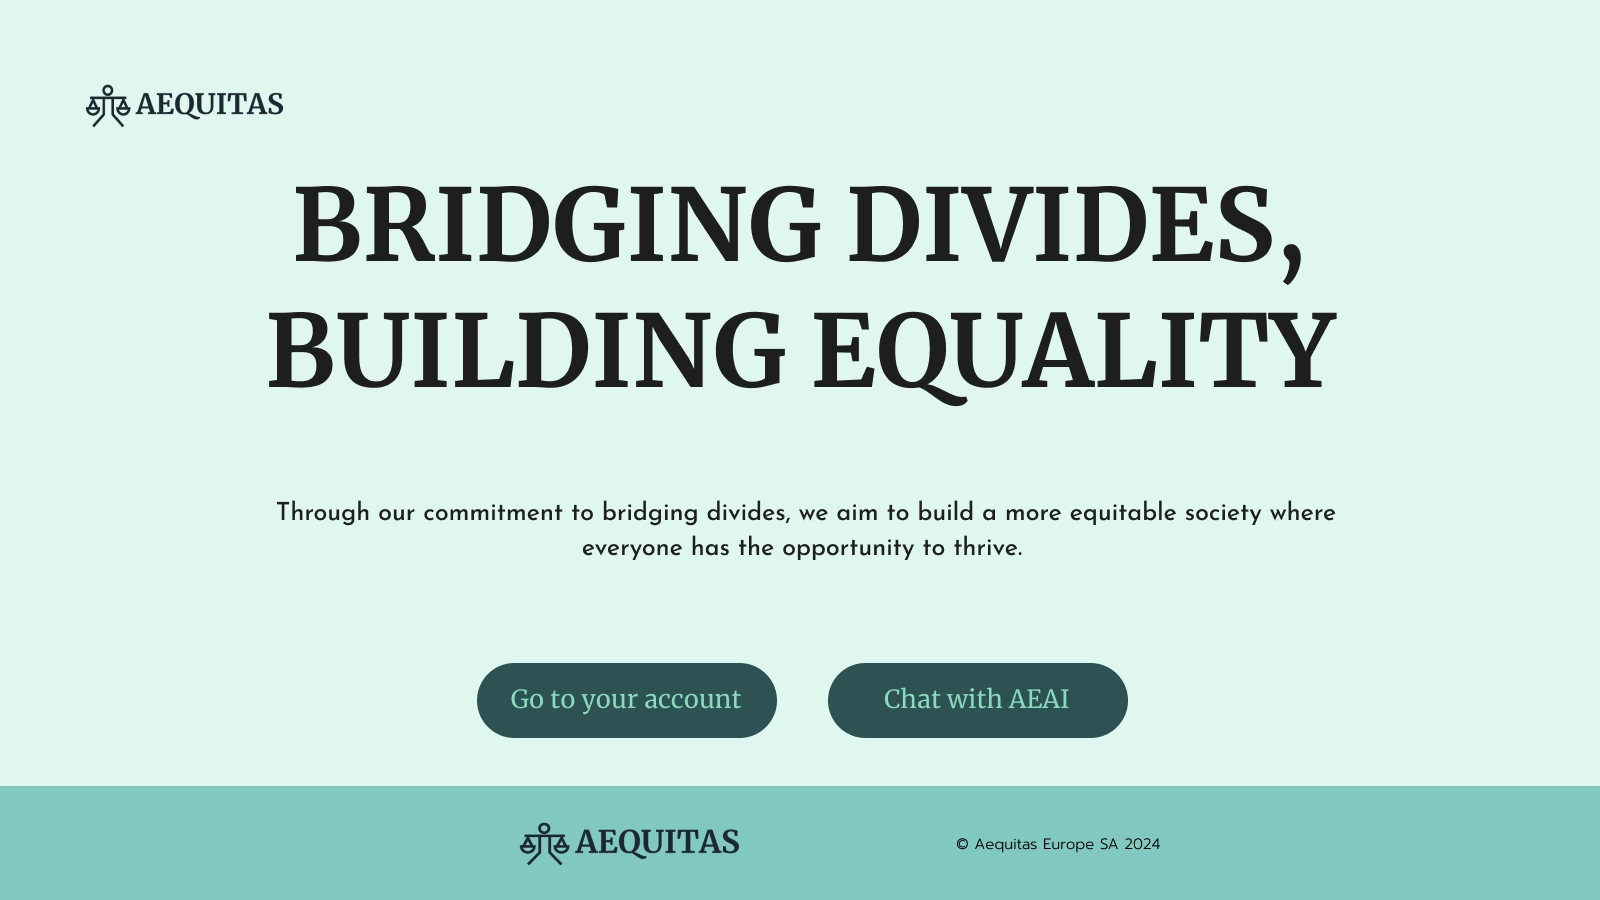 AEQUITAS
BRIDGING DIVIDES,
BUILDING EQUALITY
Through our commitment to bridging divides, we aim to build a more equitable society where
everyone has the opportunity to thrive.
Go to your account
Chat with AEAI
AEQUITAS
© Aequitas Europe SA 2024